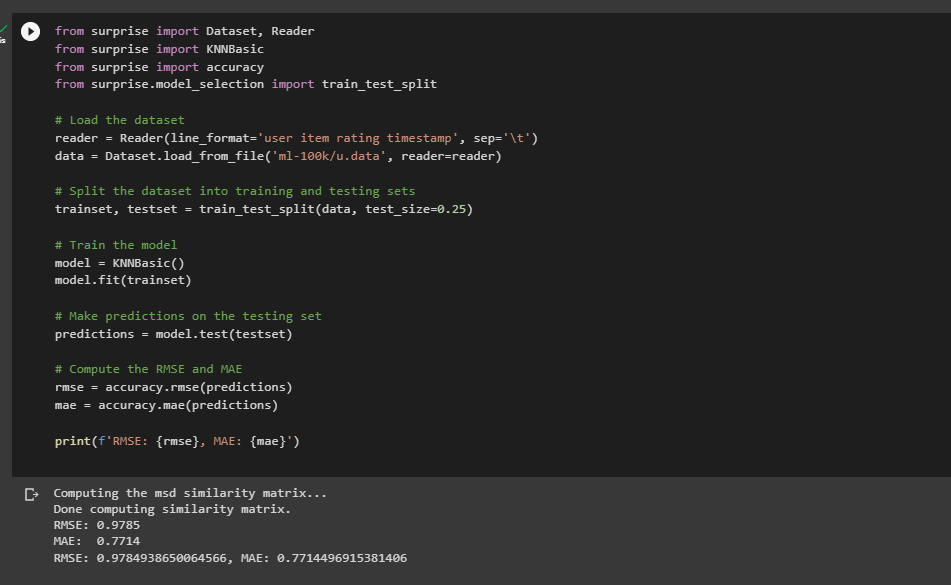 is
from surprise import Dataset, Reader
from surprise import KNNBasic
from surprise import accuracy
from surprise.model_selection import train_test_split
# Load the dataset
reader = Reader(line_format='user item rating timestamp', sep='\t')
data = Dataset.load_from_file('ml-100k/u.data', reader=reader)
# Split the dataset into training and testing sets
trainset, testset = train_test_split(data, test_size=0.25)
# Train the model
model = KNNBasic()
model.fit(trainset)
# Make predictions on the testing set
predictions = model.test(testset)
# Compute the RMSE and MAE
rmse = accuracy.rmse(predictions)
mae = accuracy.mae(predictions)
print(f'RMSE: {rmse}, MAE: {mae}')
Computing the msd similarity matrix...
Done computing similarity matrix.
RMSE: 0.9785
MAE:  0.7714
RMSE: 0.9784938650064566, MAE: 0.7714496915381406